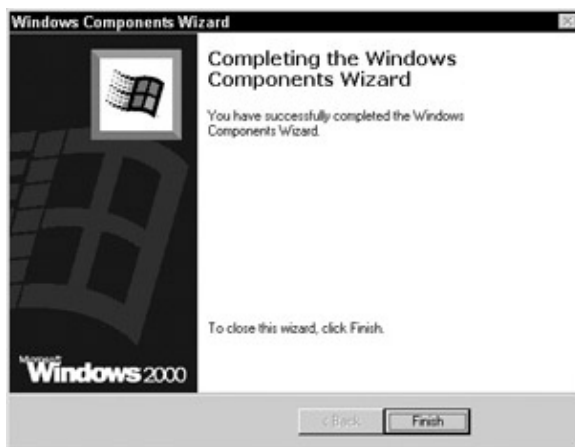 Windows Components Wizard
Completing the Windows
Components Wizard
You have successfully completed the Windows
Components Wizard.
To close this wizard, click Finish.
Microsoft
Windows 2000
< Back
Finish